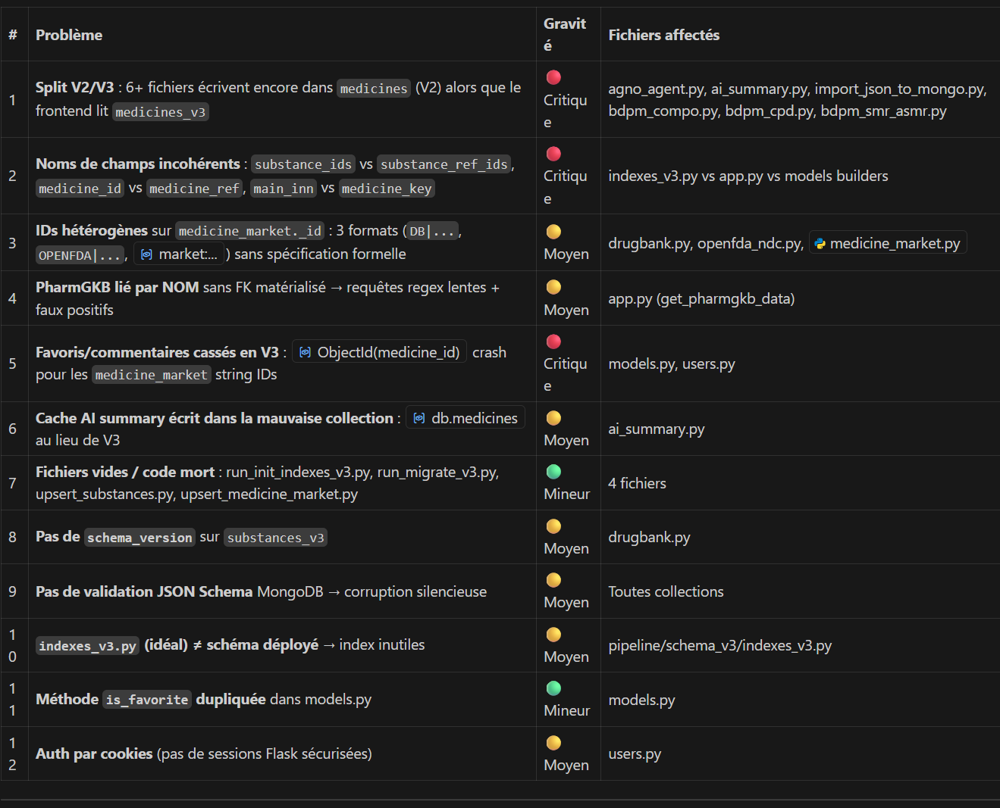 # Problème Gravit
é Fichiers affectés
1 Split V2/V3 : 6+ fichiers écrivent encore dans medicines (V2) alors que le
frontend lit medicines_v3
Critiqu
e
agno_agent.py, ai_summary.py, import_json_to_mongo.py,
bdpm_compo.py, bdpm_cpd.py, bdpm_smr_asmr.py
2 Noms de champs incohérents : substance_ids vs substance_ref_ids,
medicine_id vs medicine_ref, main_inn vs medicine_key
Critiqu
e
indexes_v3.py vs app.py vs models builders
3 IDs hétérogènes sur medicine_market._id : 3 formats (DB|...,
OPENFDA|..., market:... ) sans spécification formelle
Moyen
drugbank.py, openfda_ndc.py, medicine_market.py
4 PharmGKB lié par NOM sans FK matérialisé → requêtes regex lentes +
faux positifs
Moyen
app.py (get_pharmgkb_data)
5 Favoris/commentaires cassés en V3 : ObjectId(medicine_id) crash
pour les medicine_market string IDs
Critiqu
e
models.py, users.py
6 Cache AI summary écrit dans la mauvaise collection : db.medicines
au lieu de V3
Moyen
ai_summary.py
7 Fichiers vides / code mort : run_init_indexes_v3.py, run_migrate_v3.py,
upsert_substances.py, upsert_medicine_market.py
Mineur
4 fichiers
8 Pas de schema_version sur substances_v3
Moyen
drugbank.py
9 Pas de validation JSON Schema MongoDB → corruption silencieuse
Moyen
Toutes collections
1
0
indexes_v3.py (idéal) ≠ schéma déployé → index inutiles
Moyen
pipeline/schema_v3/indexes_v3.py
1
1
Méthode is_favorite dupliquée dans models.py
Mineur
models.py
1
2
Auth par cookies (pas de sessions Flask sécurisées)
Moyen
users.py